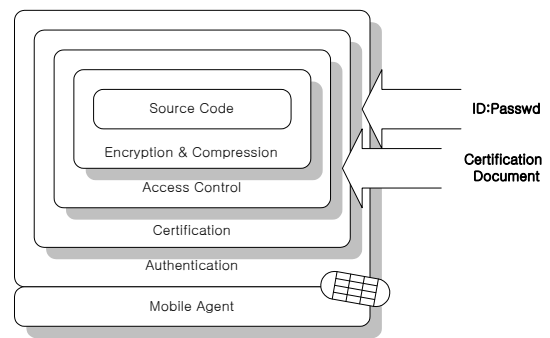 Source Code
Encryption & Compression
Access Control
Certification
Authentication
Mobile Agent
ID:Passwd
Certification
Document